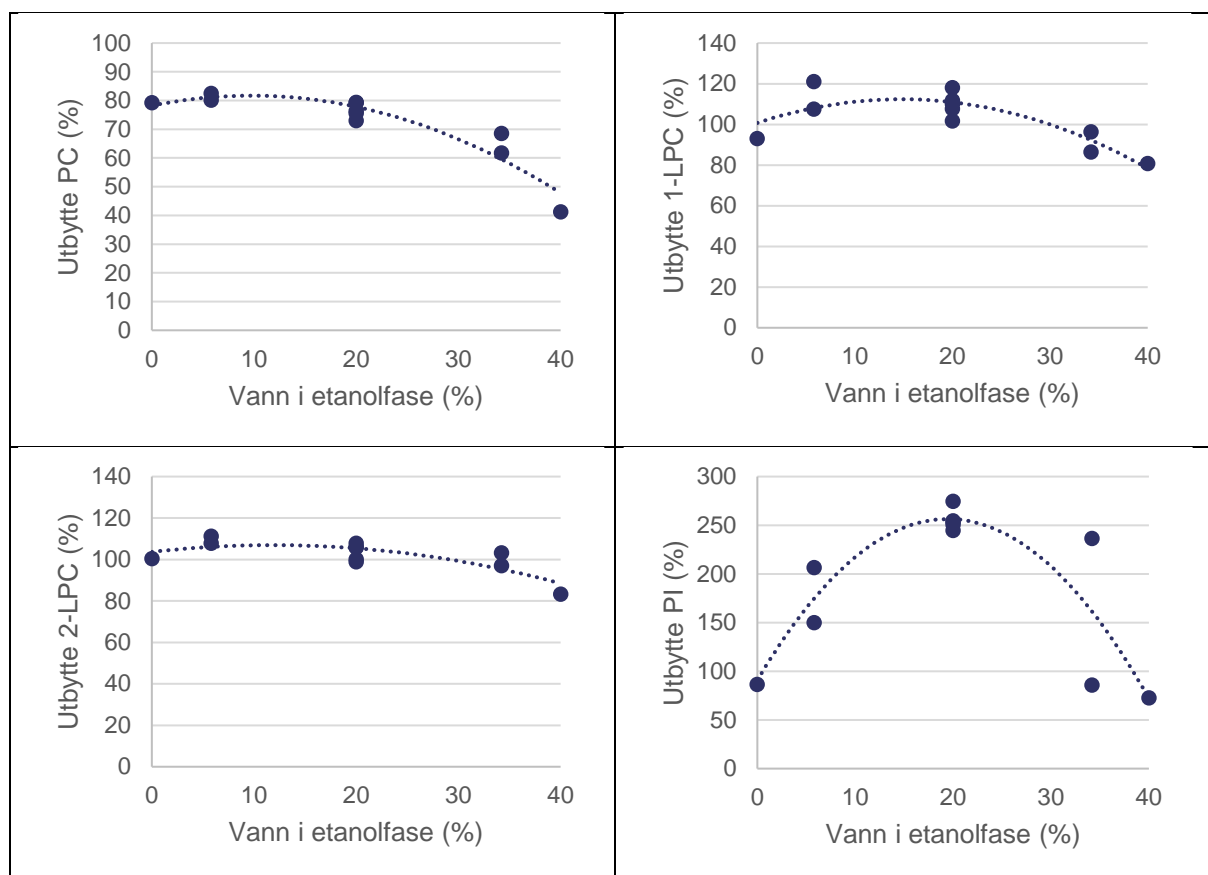 Utbytte PC (%)
100
90
80
70
60
50
40
30
20
10
0
0 10 20 30 40
Vann i etanolfase (%)
Utbytte 1-LPC (%)
140
120
100
80
60
40
20
0
0 10 20 30 40
Vann i etanolfase (%)
Utbytte 2-LPC (%)
140
120
100
80
60
40
20
0
0 10 20 30 40
Vann i etanolfase (%)
Utbytte PI (%)
300
250
200
150
100
50
0
0 10 20 30 40
Vann i etanolfase (%)